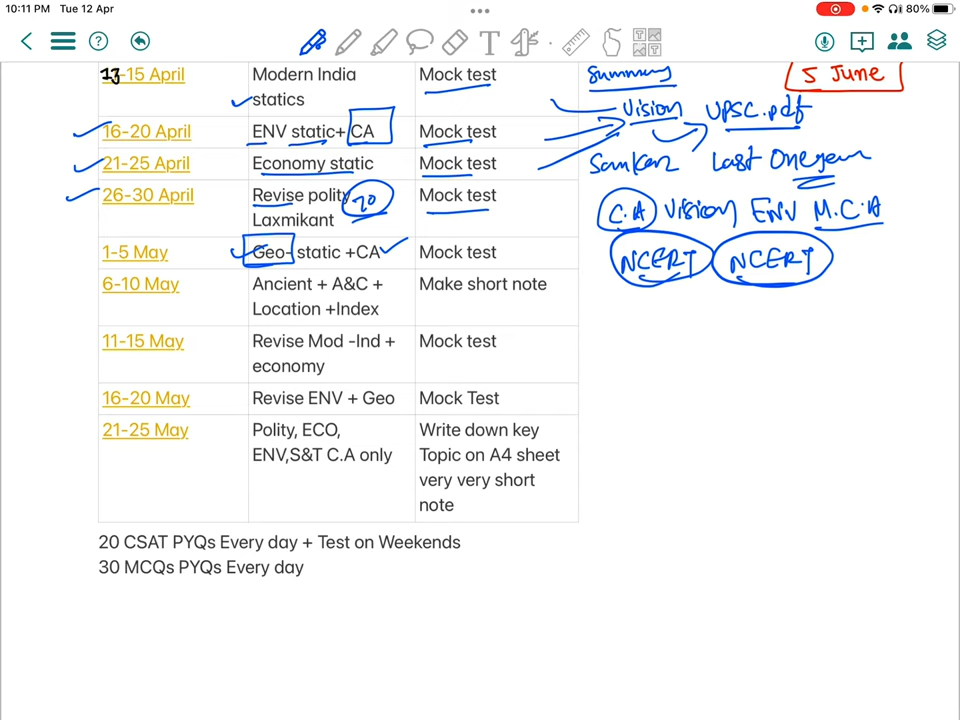 10:11 PM Tue 12 Apr
80%
13-15 April Modern India statics Mock test
16-20 April ENV static+ CA Mock test
21-25 April Economy static Mock test
26-30 April Revise polity Laxmikant 70 Mock test
1-5 May Geo- static +CA Mock test
6-10 May Ancient + A&C + Location +Index Make short note
11-15 May Revise Mod -Ind + economy Mock test
16-20 May Revise ENV + Geo Mock Test
21-25 May Polity, ECO, ENV,S&T C.A only Write down key Topic on A4 sheet very very short note
20 CSAT PYQs Every day + Test on Weekends
30 MCQs PYQs Every day
Summary
5 June
Vision UPSC.pdf
Last One year
C.A Vision ENV M.C.A
NCERT NCERT